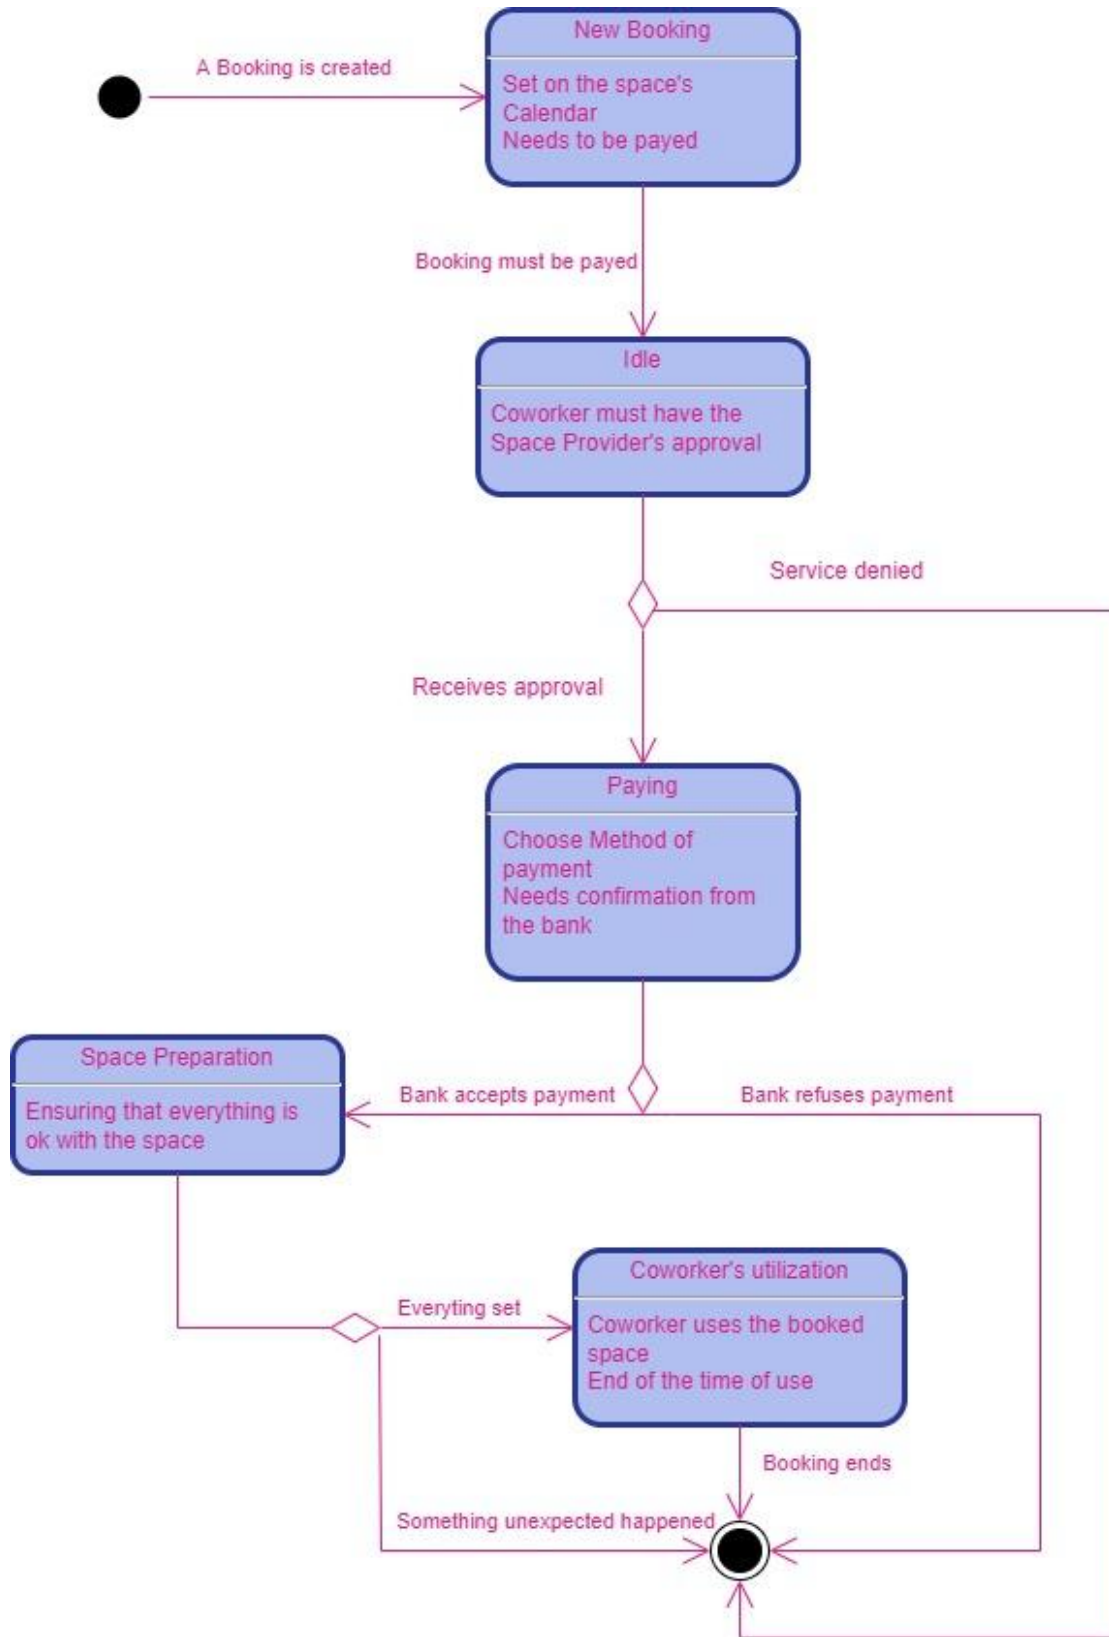 New Booking
A Booking is created
Set on the space's
Calendar
Needs to be payed
Booking must be payed
Idle
Coworker must have the
Space Provider's approval
Service denied
Receives approval
Paying
Choose Method of
payment
Needs confirmation from
the bank
Space Preparation
Ensuring that everything is
ok with the space
Bank accepts payment
Bank refuses payment
Coworker's utilization
Everyting set
Coworker uses the booked
space
End of the time of use
Booking ends
Something unexpected happened